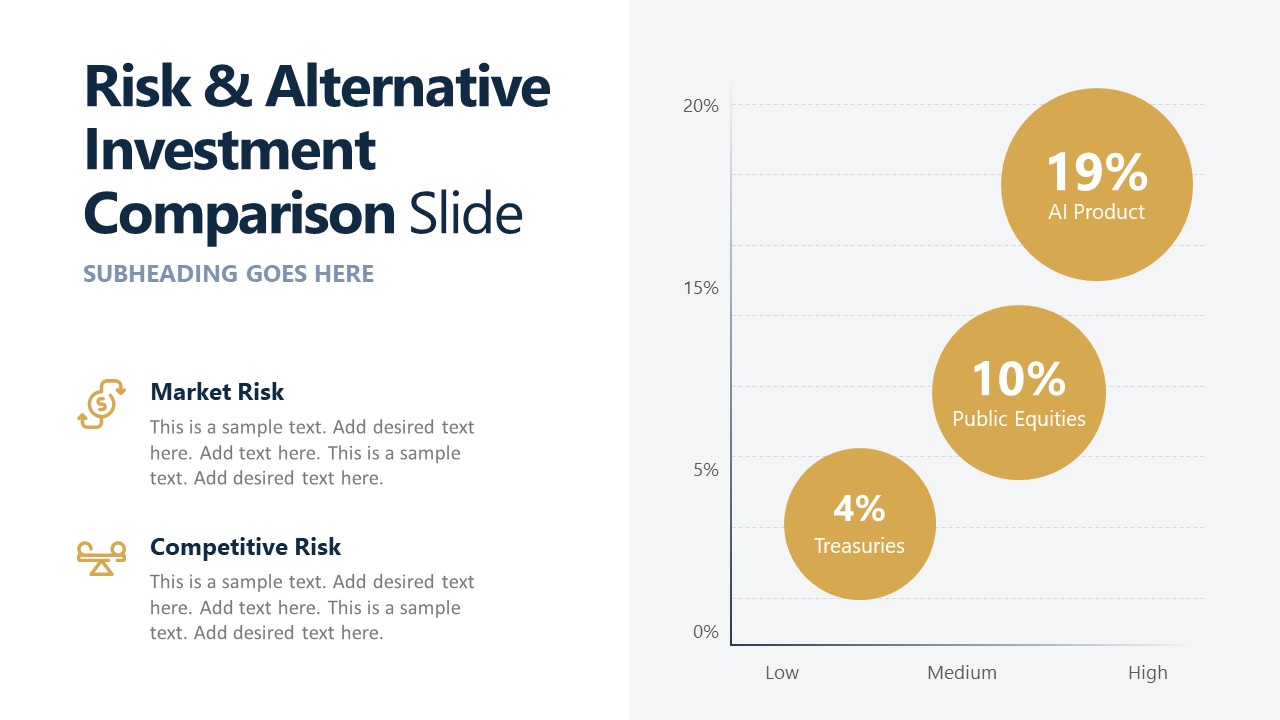 Risk & Alternative
Investment
Comparison Slide
SUBHEADING GOES HERE
Market Risk
This is a sample text. Add desired text
here. Add text here. This is a sample
text. Add desired text here.
Competitive Risk
This is a sample text. Add desired text
here. Add text here. This is a sample
text. Add desired text here.
20%
15%
5%
0%
19%
AI Product
10%
Public Equities
4%
Treasuries
Low
Medium
High